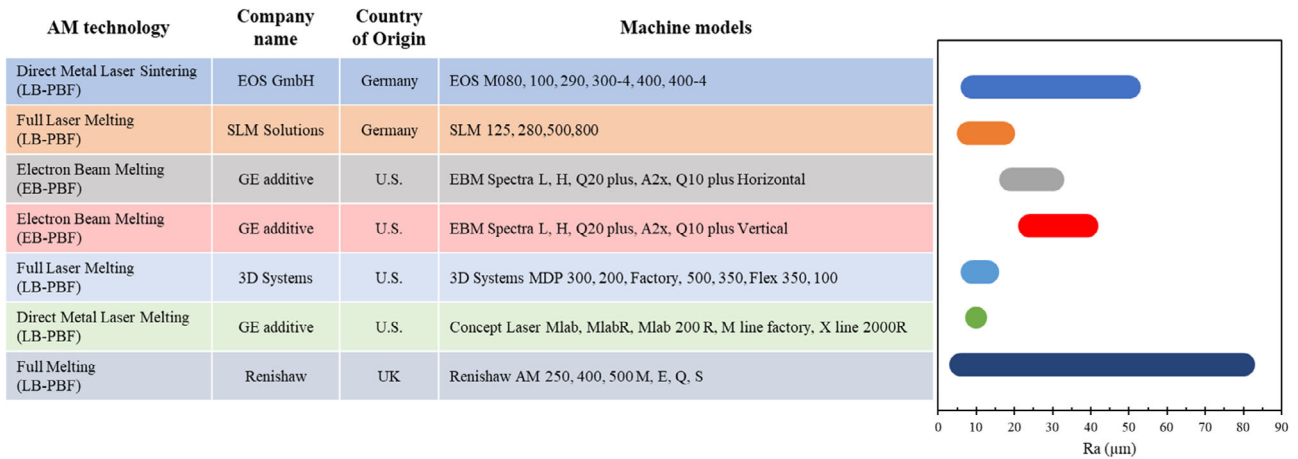 AM technology Company name Country of Origin Machine models
Direct Metal Laser Sintering (LB-PBF) EOS GmbH Germany EOS M080, 100, 290, 300-4, 400, 400-4
Full Laser Melting (LB-PBF) SLM Solutions Germany SLM 125, 280,500,800
Electron Beam Melting (EB-PBF) GE additive U.S. EBM Spectra L, H, Q20 plus, A2x, Q10 plus Horizontal
Electron Beam Melting (EB-PBF) GE additive U.S. EBM Spectra L, H, Q20 plus, A2x, Q10 plus Vertical
Full Laser Melting (LB-PBF) 3D Systems U.S. 3D Systems MDP 300, 200, Factory, 500, 350, Flex 350, 100
Direct Metal Laser Melting (LB-PBF) GE additive U.S. Concept Laser Mlab, MlabR, Mlab 200 R, M line factory, X line 2000R
Full Melting (LB-PBF) Renishaw UK Renishaw AM 250, 400, 500 M, E, Q, S
0 10 20 30 40 50 60 70 80 90
Ra (µm)